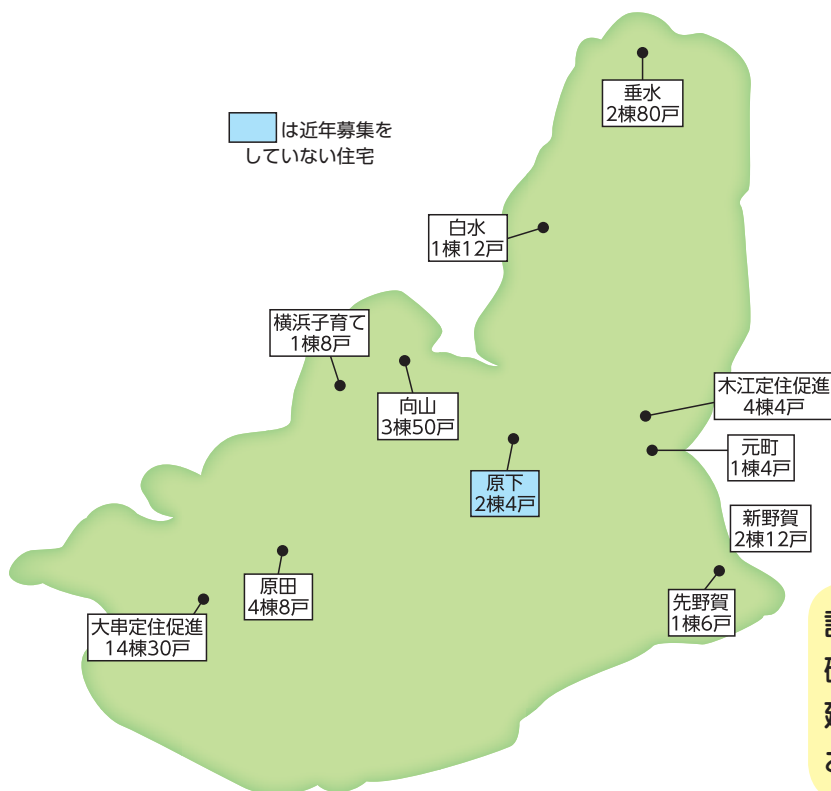 垂水
2棟80戸
は近年募集を
していない住宅
白水
1棟12戸
横浜子育て
1棟8戸
向山
3棟50戸
木江定住促進
4棟4戸
元町
1棟4戸
原下
2棟4戸
新野賀
2棟12戸
原田
4棟8戸
先野賀
1棟6戸
大串定住促進
14棟30戸